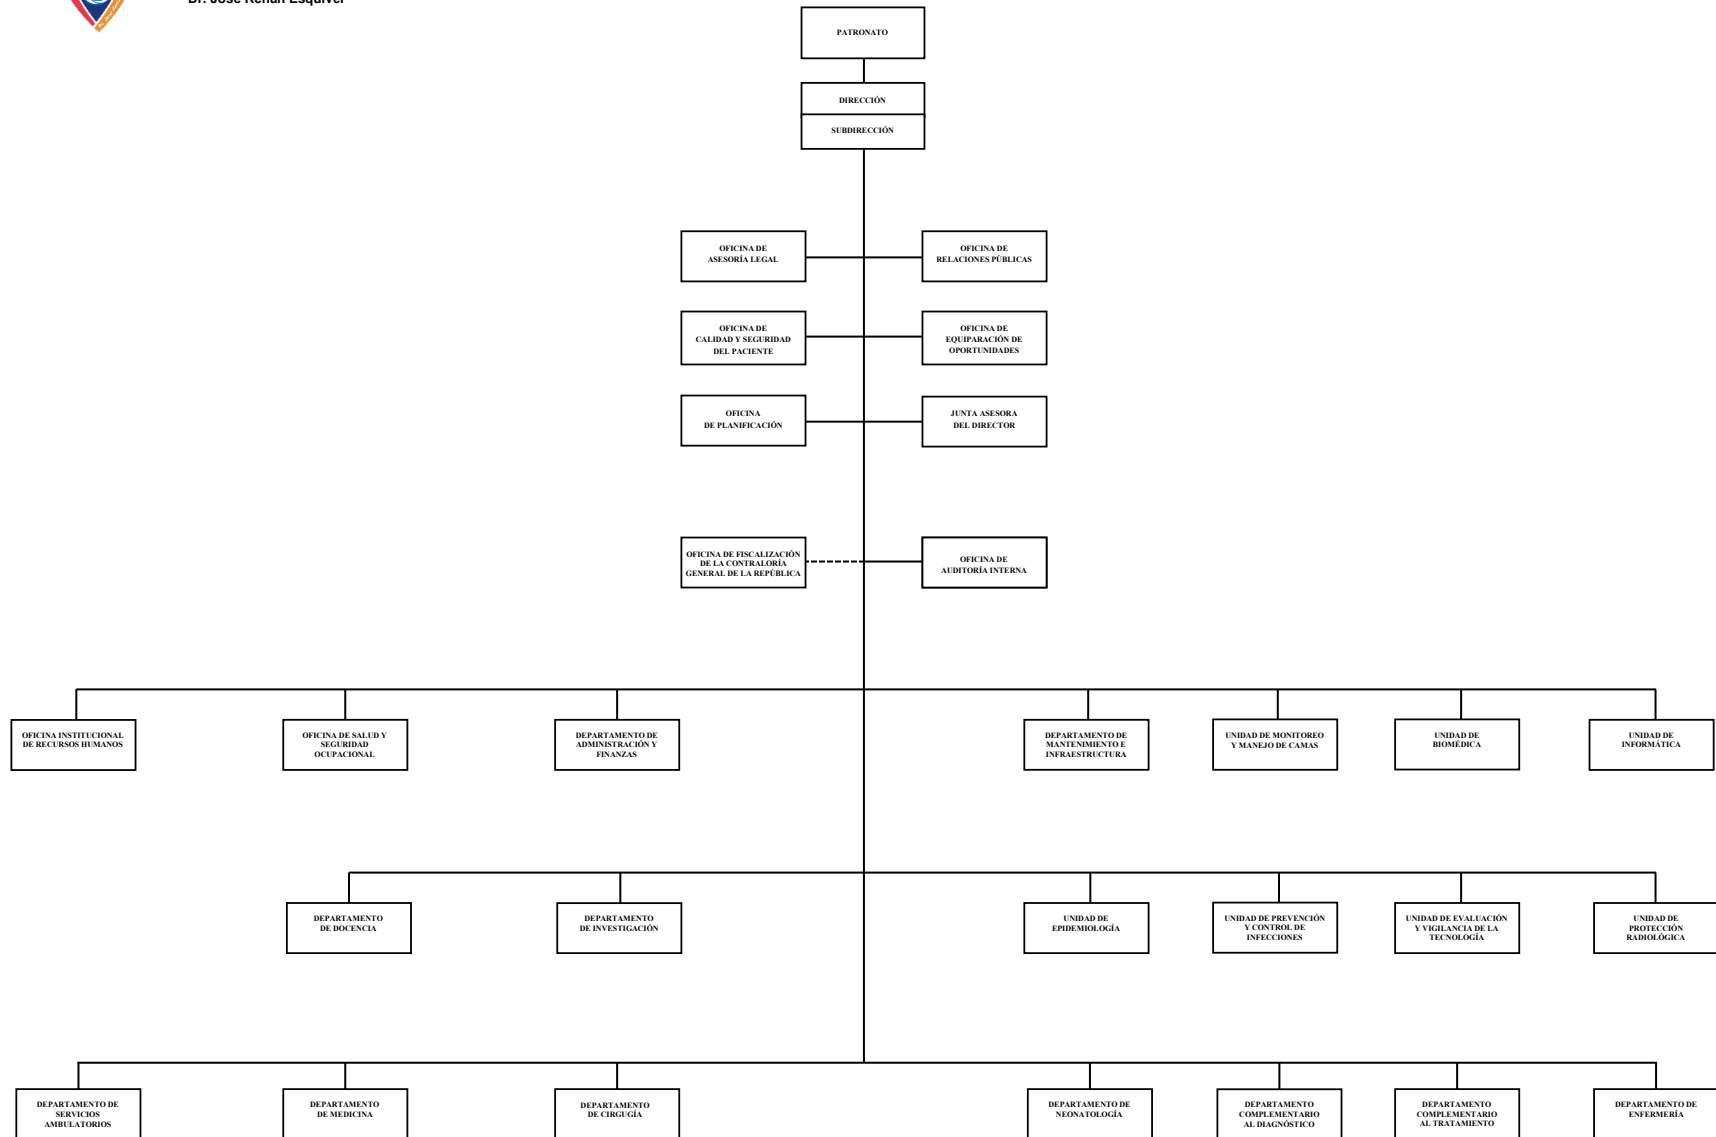 Dr. José Renán Esquivel
PATRONATO
DIRECCIÓN
SUBDIRECCIÓN
OFICINA DE
ASESORÍA LEGAL
OFICINA DE
RELACIONES PÚBLICAS
OFICINA DE
CALIDAD Y SEGURIDAD
DEL PACIENTE
OFICINA DE
EQUIPARACIÓN DE
OPORTUNIDADES
OFICINA
DE PLANIFICACIÓN
JUNTA ASESORA
DEL DIRECTOR
OFICINA DE FISCALIZACIÓN
DE LA CONTRALORÍA
GENERAL DE LA REPÚBLICA
OFICINA DE
AUDITORÍA INTERNA
OFICINA INSTITUCIONAL
DE RECURSOS HUMANOS
OFICINA DE SALUD Y
SEGURIDAD
OCUPACIONAL
DEPARTAMENTO DE
ADMINISTRACIÓN Y
FINANZAS
DEPARTAMENTO DE
MANTENIMIENTO E
INFRAESTRUCTURA
UNIDAD DE MONITOREO
Y MANEJO DE CAMAS
UNIDAD DE
BIOMÉDICA
UNIDAD DE
INFORMÁTICA
DEPARTAMENTO
DE DOCENCIA
DEPARTAMENTO
DE INVESTIGACIÓN
UNIDAD DE
EPIDEMIOLOGÍA
UNIDAD DE PREVENCIÓN
Y CONTROL DE
INFECCIONES
UNIDAD DE EVALUACIÓN
Y VIGILANCIA DE LA
TECNOLOGÍA
UNIDAD DE
PROTECCIÓN
RADIOLÓGICA
DEPARTAMENTO DE
SERVICIOS
AMBULATORIOS
DEPARTAMENTO
DE MEDICINA
DEPARTAMENTO
DE CIRGUGÍA
DEPARTAMENTO DE
NEONATOLOGÍA
DEPARTAMENTO
COMPLEMENTARIO
AL DIAGNÓSTICO
DEPARTAMENTO
COMPLEMENTARIO
AL TRATAMIENTO
DEPARTAMENTO DE
ENFERMERÍA